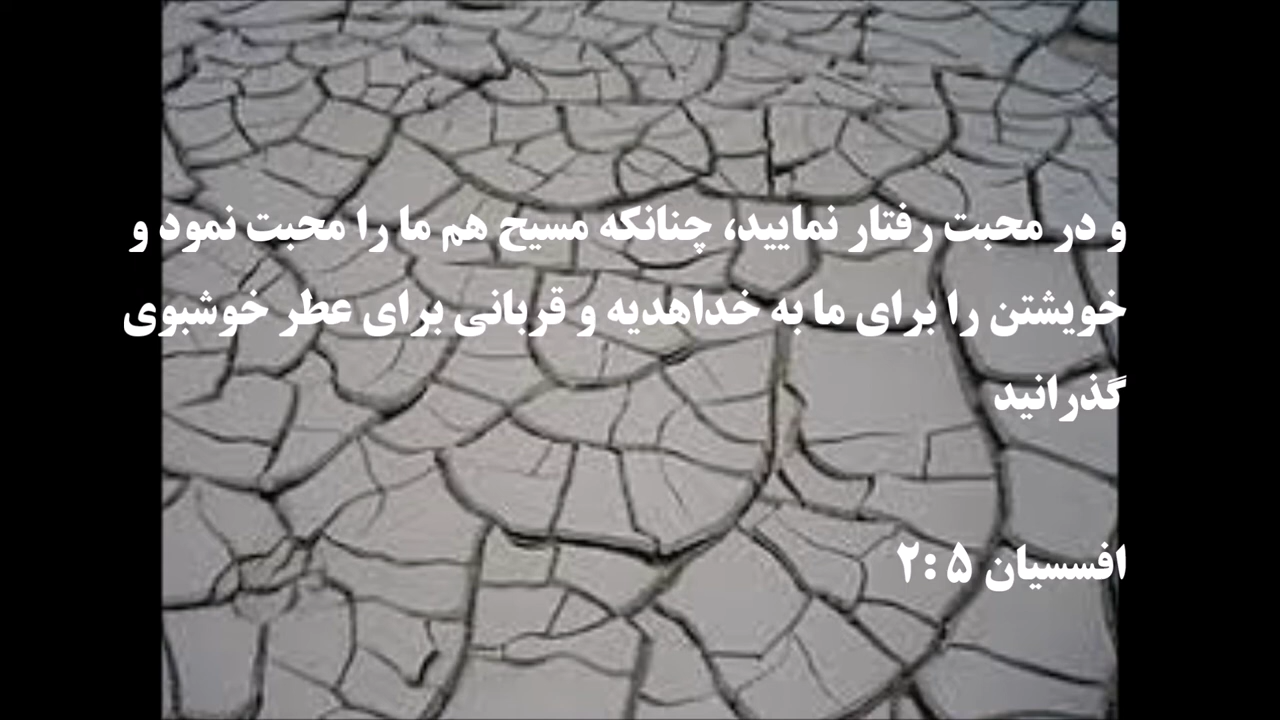 و در محبت رفتار نمایید، چنانکه مسیح هم ما را محبت نمود و
خویشتن را برای ما به خداهدیه و قربانی برای عطر خوشبوی
گذرانید
افسسیان ۵ :۲